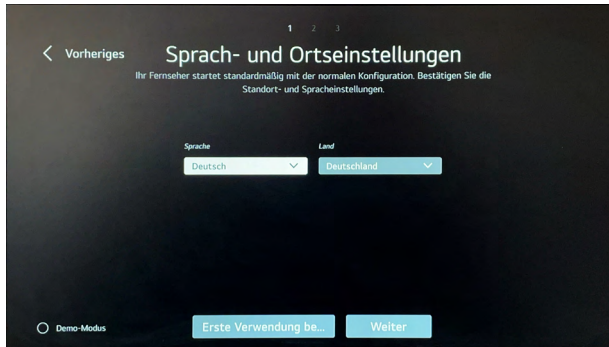 1 2 3
Vorheriges
Sprach- und Ortseinstellungen
Ihr Fernseher startet standardmäßig mit der normalen Konfiguration. Bestätigen Sie die
Standort- und Spracheinstellungen.
Sprache Land
Deutsch Deutschland
Demo-Modus Erste Verwendung be... Weiter